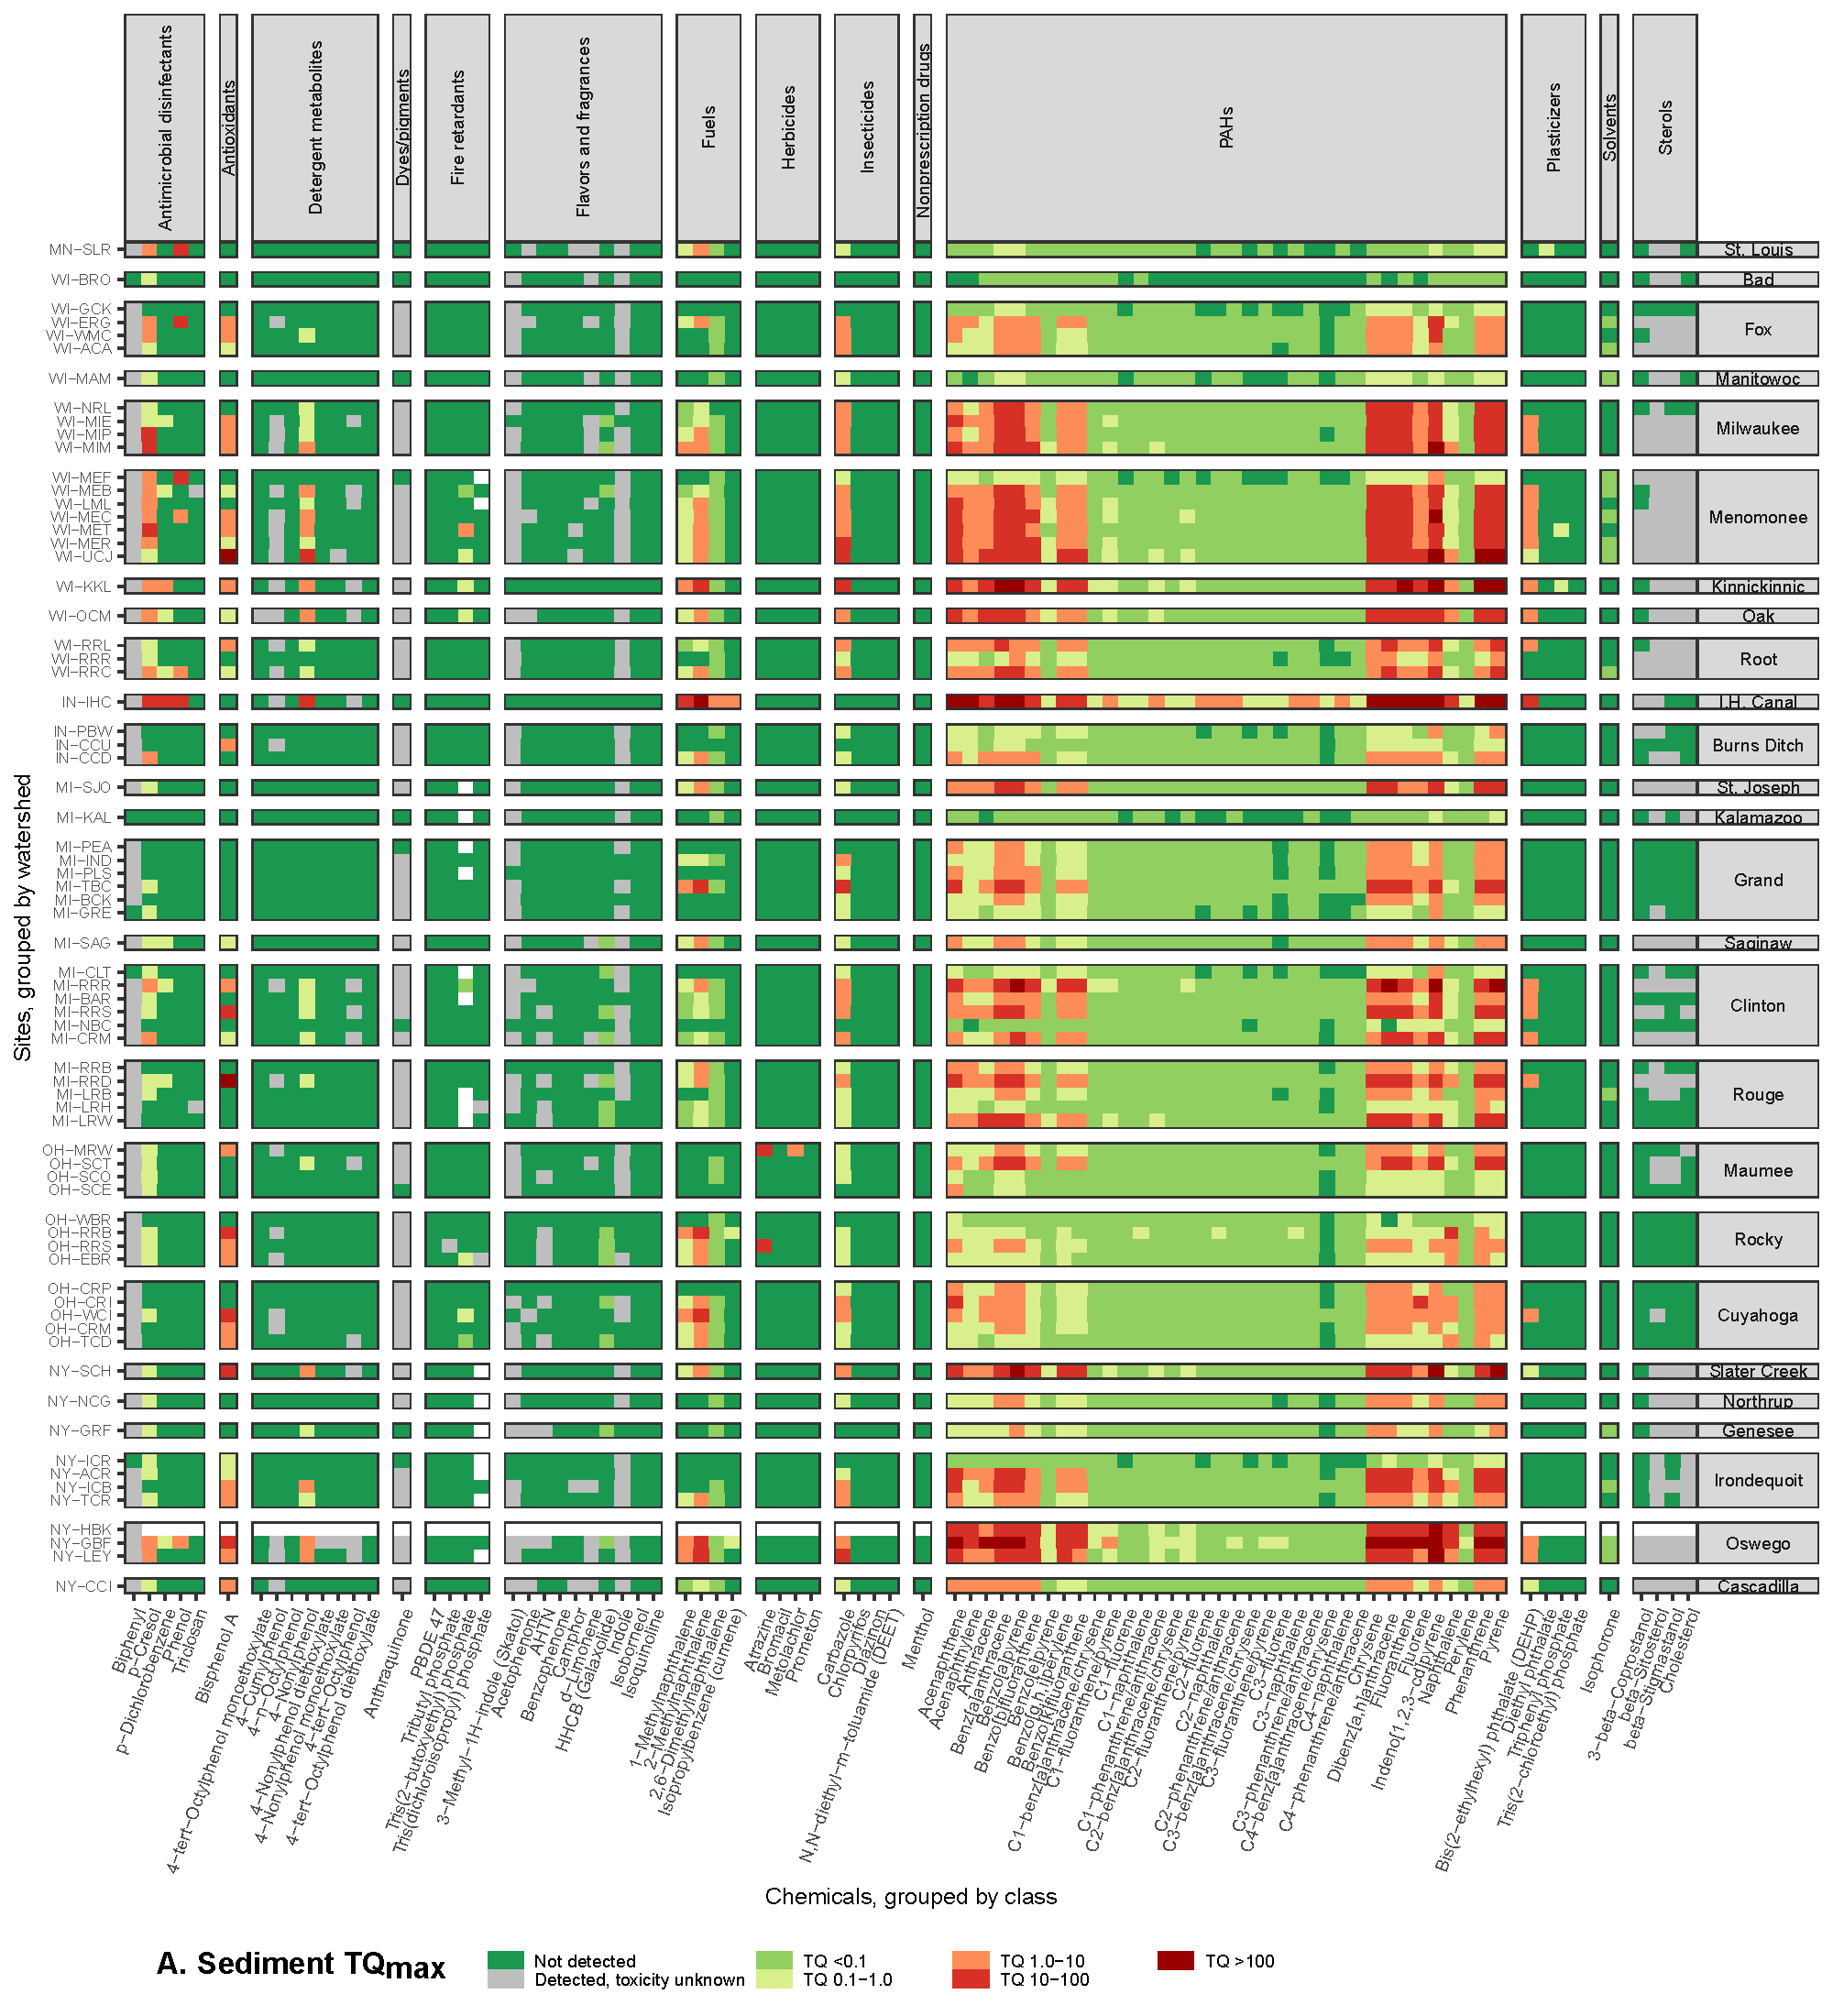 Antimicrobial disinfectants
Antioxidants
Detergent metabolites
Dyes/pigments
Fire retardants
Flavors and fragrances
Fuels
Herbicides
Insecticides
Nonprescription drugs
PAHs
Plasticizers
Solvents
Sterols
MN−SLR
St. Louis
WI−BRO
Bad
WI−GCK
WI−ERG
WI−WMC
WI−ACA
Fox
WI−MAM
Manitowoc
WI−NRL
WI−MIE
WI−MIP
WI−MIM
Milwaukee
WI−MEF
WI−MEB
WI−LML
WI−MEC
WI−MET
WI−MER
WI−UCJ
Menomonee
WI−KKL
Kinnickinnic
WI−OCM
Oak
WI−RRL
WI−RRR
WI−RRC
Root
IN−IHC
I.H. Canal
IN−PBW
IN−CCU
IN−CCD
Burns Ditch
MI−SJO
St. Joseph
MI−KAL
Kalamazoo
MI−PEA
MI−IND
MI−PLS
MI−TBC
MI−BCK
MI−GRE
Grand
MI−SAG
Saginaw
MI−CLT
MI−RRR
MI−BAR
MI−RRS
MI−NBC
MI−CRM
Clinton
MI−RRB
MI−RRD
MI−LRB
MI−LRH
MI−LRW
Rouge
OH−MRW
OH−SCT
OH−SCO
OH−SCE
Maumee
OH−WBR
OH−RRB
OH−RRS
OH−EBR
Rocky
OH−CRP
OH−CRI
OH−WCI
OH−CRM
OH−TCD
Cuyahoga
NY−SCH
Slater Creek
NY−NCG
Northrup
NY−GRF
Genesee
NY−ICR
NY−ACR
NY−ICB
NY−TCR
Irondequoit
NY−HBK
NY−GBF
NY−LEY
Oswego
NY−CCI
Cascadilla
Sites, grouped by watershed
Biphenyl
p−Cresol
p−Dichlorobenzene
Phenol
Triclosan
Bisphenol A
4−tert−Octylphenol monoethoxylate
4−Cumylphenol
4−n−Octylphenol
4−Nonylphenol
4−Nonylphenol diethoxylate
4−Nonylphenol monoethoxylate
4−tert−Octylphenol
4−tert−Octylphenol diethoxylate
Anthraquinone
PBDE 47
Tributyl phosphate
Tris(2−butoxyethyl) phosphate
Tris(dichloroisopropyl) phosphate
3−Methyl−1H−indole (Skatol)
Acetophenone
AHTN
Benzophenone
Camphor
d−Limonene
HHCB (Galaxolide)
Indole
Isoborneol
Isoquinoline
1−Methylnaphthalene
2−Methylnaphthalene
2,6−Dimethylnaphthalene
Isopropylbenzene (cumene)
Atrazine
Bromacil
Metolachlor
Prometon
Carbazole
Chlorpyrifos
Diazinon
N,N−diethyl−m−toluamide (DEET)
Menthol
Acenaphthene
Acenaphthylene
Anthracene
Benz[a]anthracene
Benzo[a]pyrene
Benzo[b]fluoranthene
Benzo[e]pyrene
Benzo[g,h,i]perylene
Benzo[k]fluoranthene
C1−benz[a]anthracenes/chrysene
C1−fluoranthene/pyrene
C1−fluorene
C1−naphthalene
C1−phenanthrene/anthracene
C2−benz[a]anthracenes/chrysene
C2−fluoranthene/pyrene
C2−fluorene
C2−naphthalene
C2−phenanthrene/anthracene
C3−benz[a]anthracenes/chrysene
C3−fluoranthene/pyrene
C3−fluorene
C3−naphthalene
C3−phenanthrene/anthracene
C4−benz[a]anthracenes/chrysene
C4−naphthalene
C4−phenanthrene/anthracene
Chrysene
Dibenz[a,h]anthracene
Fluoranthene
Fluorene
Indeno[1,2,3−cd]pyrene
Naphthalene
Perylene
Phenanthrene
Pyrene
Bis(2−ethylhexyl) phthalate (DEHP)
Diethyl phthalate
Triphenyl phosphate
Tris(2−chloroethyl) phosphate
Isophorone
3−beta−Coprostanol
beta−Sitosterol
beta−Stigmastanol
Cholesterol
Chemicals, grouped by class
A. Sediment TQmax
Not detected
Detected, toxicity unknown
TQ <0.1
TQ 0.1−1.0
TQ 1.0−10
TQ 10−100
TQ >100